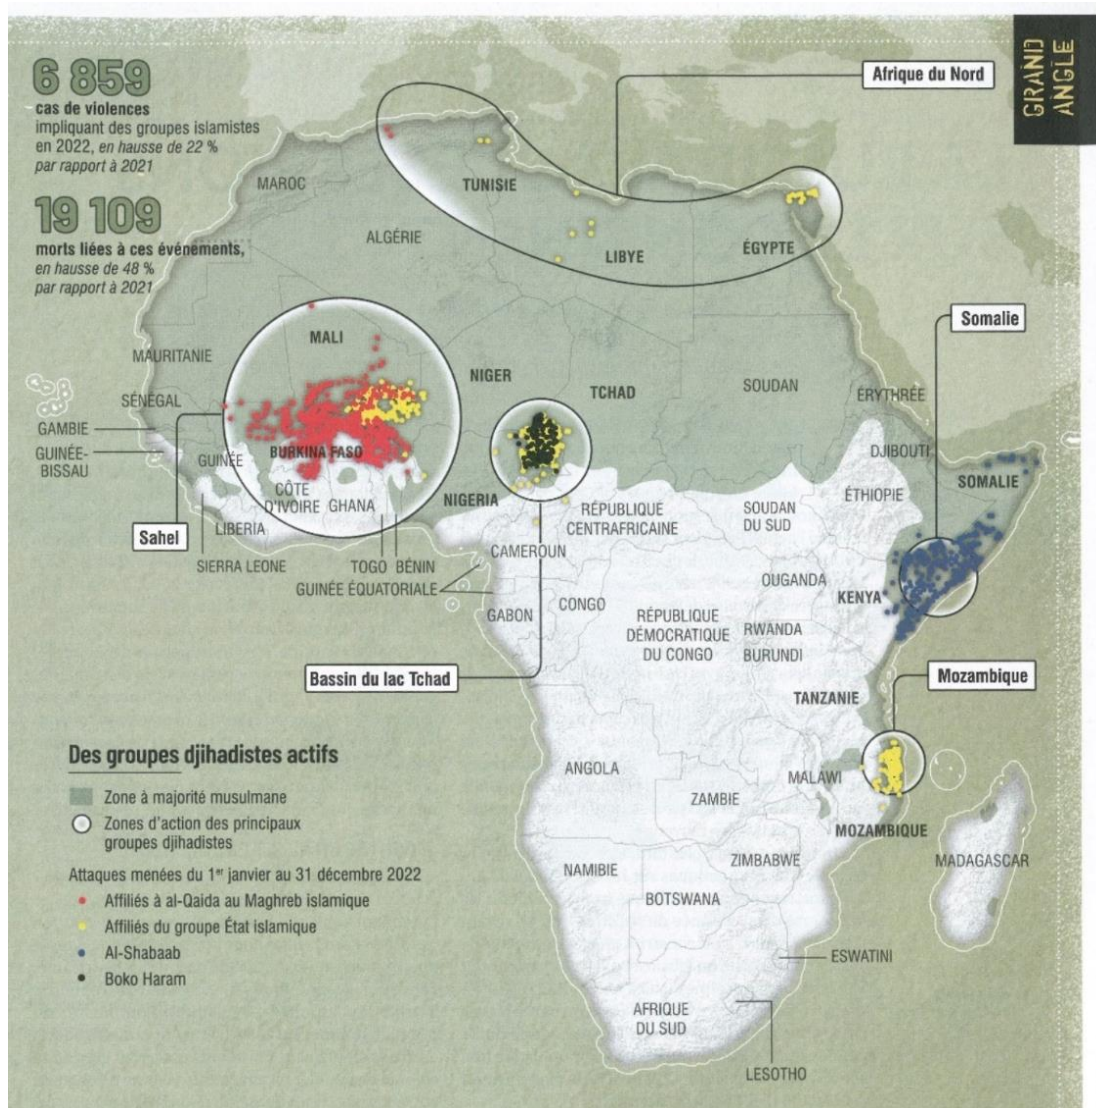 GRAND
ANGLE
6 859
cas de violences
impliquant des groupes islamistes
en 2022, en hausse de 22 %
par rapport à 2021
19 109
morts liées à ces événements,
en hausse de 48 %
par rapport à 2021
Afrique du Nord
MAROC
TUNISIE
ALGÉRIE
LIBYE
ÉGYPTE
Somalie
MALI
MAURITANIE
NIGER
TCHAD
SOUDAN
ÉRYTHRÉE
SÉNÉGAL
GAMBIE
GUINÉE-
BISSAU
GUINÉE
BURKINA FASO
DJIBOUTI
SOMALIE
CÔTE
D'IVOIRE
GHANA
NIGERIA
RÉPUBLIQUE
CENTRAFRICAINE
SOUDAN
DU SUD
ÉTHIOPIE
Sahel
LIBERIA
SIERRA LEONE
TOGO
BÉNIN
CAMEROUN
GUINÉE ÉQUATORIALE
OUGANDA
KENYA
GABON
CONGO
RÉPUBLIQUE
DÉMOCRATIQUE
DU CONGO
RWANDA
BURUNDI
Bassin du lac Tchad
Mozambique
TANZANIE
Des groupes djihadistes actifs
Zone à majorité musulmane
Zones d'action des principaux
groupes djihadistes
Attaques menées du 1er janvier au 31 décembre 2022
Affiliés à al-Qaida au Maghreb islamique
Affiliés du groupe État islamique
Al-Shabaab
Boko Haram
ANGOLA
MALAWI
ZAMBIE
MOZAMBIQUE
NAMIBIE
ZIMBABWE
MADAGASCAR
BOTSWANA
ESWATINI
AFRIQUE
DU SUD
LESOTHO